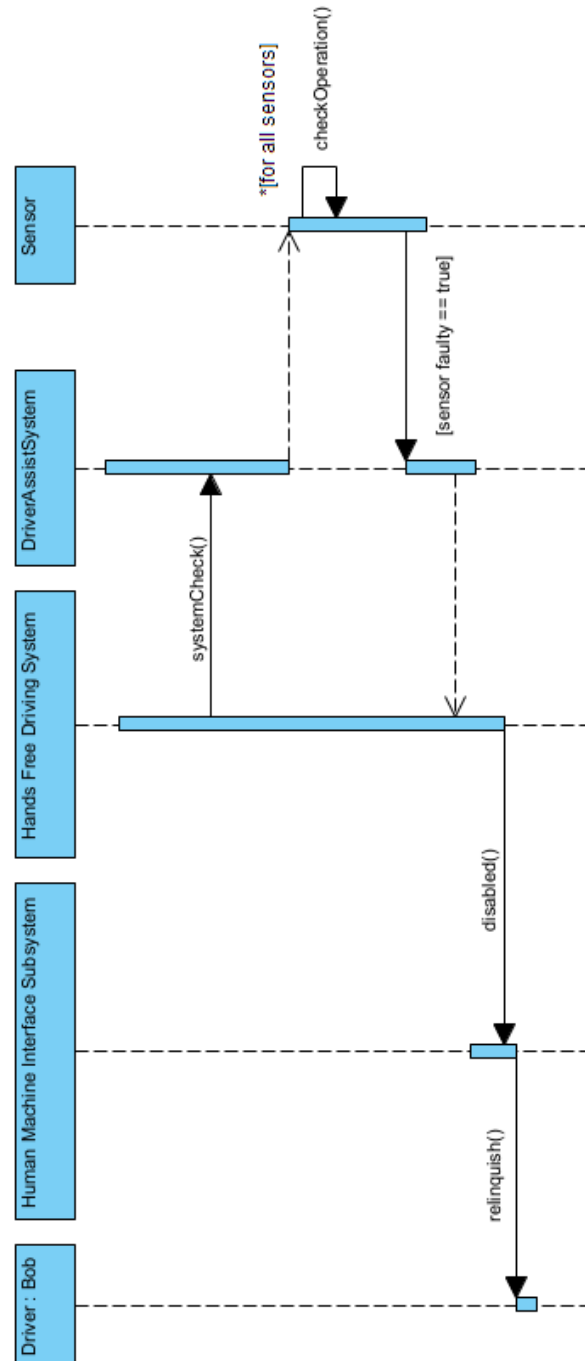 Driver : Bob
Human Machine Interface Subsystem
Hands Free Driving System
DriverAssistSystem
Sensor
systemCheck()
*[for all sensors]
checkOperation()
[sensor faulty == true]
disabled()
relinquish()